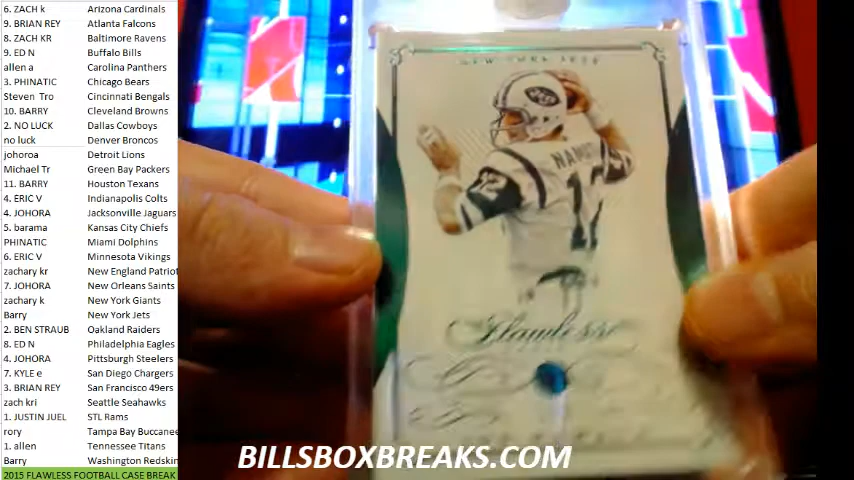 6. ZACH k Arizona Cardinals
9. BRIAN REY Atlanta Falcons
8. ZACH KR Baltimore Ravens
9. ED N Buffalo Bills
allen a Carolina Panthers
3. PHINATIC Chicago Bears
Steven Tro Cincinnati Bengals
10. BARRY Cleveland Browns
2. NO LUCK Dallas Cowboys
no luck Denver Broncos
johoroa Detroit Lions
Michael Tr Green Bay Packers
11. BARRY Houston Texans
4. ERIC V Indianapolis Colts
4. JOHORA Jacksonville Jaguars
5. barama Kansas City Chiefs
PHINATIC Miami Dolphins
6. ERIC V Minnesota Vikings
zachary kr New England Patriot
7. JOHORA New Orleans Saints
zachary k New York Giants
Barry New York Jets
2. BEN STRAUB Oakland Raiders
8. ED N Philadelphia Eagles
4. JOHORA Pittsburgh Steelers
7. KYLE e San Diego Chargers
3. BRIAN REY San Francisco 49ers
zach kri Seattle Seahawks
1. JUSTIN JUEL STL Rams
rory Tampa Bay Buccanee
1. allen Tennessee Titans
Barry Washington Redskin
2015 FLAWLESS FOOTBALL CASE BREAK
NEW YORK JETS
JETS
12
Flawless
BILLSBOXBREAKS.COM